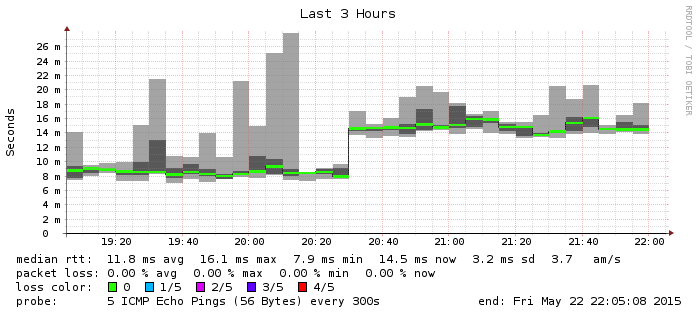 Last 3 Hours
RRDTOOL / TOBI OETIKER
Seconds
26 m
24 m
22 m
20 m
18 m
16 m
14 m
12 m
10 m
8 m
6 m
4 m
2 m
0
19:20 19:40 20:00 20:20 20:40 21:00 21:20 21:40 22:00
median rtt: 11.8 ms avg 16.1 ms max 7.9 ms min 14.5 ms now 3.2 ms sd 3.7 am/s
packet loss: 0.00 % avg 0.00 % max 0.00 % min 0.00 % now
loss color: 0 1/5 2/5 3/5 4/5
probe: 5 ICMP Echo Pings (56 Bytes) every 300s end: Fri May 22 22:05:08 2015